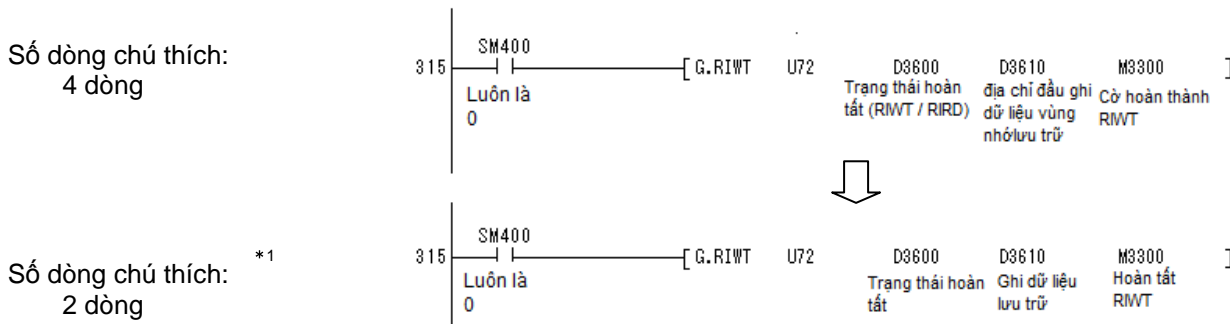 Số dòng chú thích:
4 dòng
315
SM400
Luôn là
0
[ G.RIWT U72 D3600 D3610 M3300 ]
Trạng thái hoàn
tất (RIWT / RIRD)
địa chỉ đầu ghi
dữ liệu vùng
nhớlưu trữ
Cờ hoàn thành
RIWT
Số dòng chú thích:
2 dòng
*1
315
SM400
Luôn là
0
[ G.RIWT U72 D3600 D3610 M3300 ]
Trạng thái hoàn
tất
Ghi dữ liệu
lưu trữ
Hoàn tất
RIWT